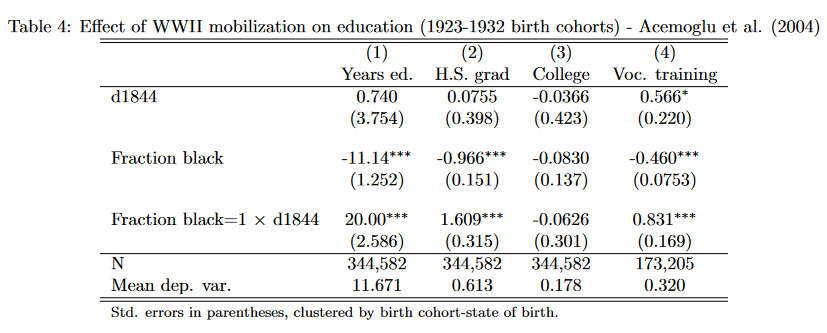 Table 4: Effect of WWII mobilization on education (1923-1932 birth cohorts) - Acemoglu et al. (2004)
(1) (2) (3) (4)
Years ed. H.S. grad College Voc. training
d1844 0.740 0.0755 -0.0366 0.566*
(3.754) (0.398) (0.423) (0.220)
Fraction black -11.14*** -0.966*** -0.0830 -0.460***
(1.252) (0.151) (0.137) (0.0753)
Fraction black=1 × d1844 20.00*** 1.609*** -0.0626 0.831***
(2.586) (0.315) (0.301) (0.169)
N 344,582 344,582 344,582 173,205
Mean dep. var. 11.671 0.613 0.178 0.320
Std. errors in parentheses, clustered by birth cohort-state of birth.